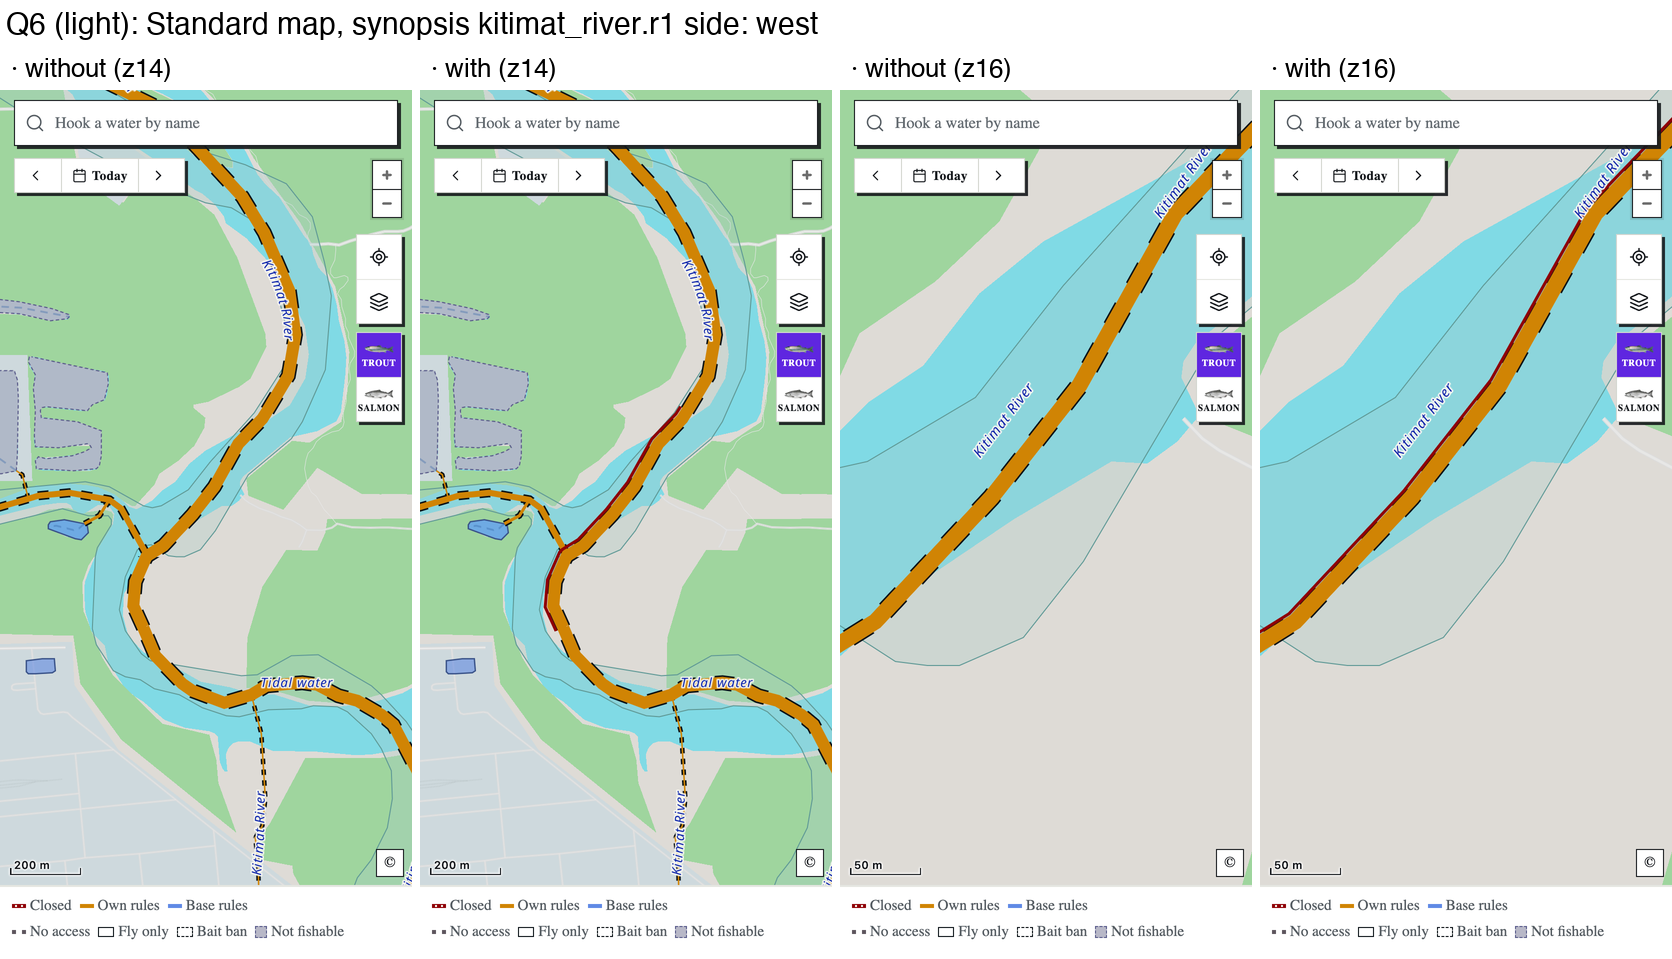 Q6 (light): Standard map, synopsis kitimat_river.r1 side: west
· without (z14)
Hook a water by name
Today
+
−
TROUT
SALMON
Kitimat River
Tidal water
Kitimat River
200 m
©
Closed Own rules Base rules
No access Fly only Bait ban Not fishable
· with (z14)
Hook a water by name
Today
+
−
TROUT
SALMON
Kitimat River
Tidal water
Kitimat River
200 m
©
Closed Own rules Base rules
No access Fly only Bait ban Not fishable
· without (z16)
Hook a water by name
Today
+
−
TROUT
SALMON
Kitimat River
Kitimat River
50 m
©
Closed Own rules Base rules
No access Fly only Bait ban Not fishable
· with (z16)
Hook a water by name
Today
+
−
TROUT
SALMON
Kitimat River
Kitimat River
50 m
©
Closed Own rules Base rules
No access Fly only Bait ban Not fishable